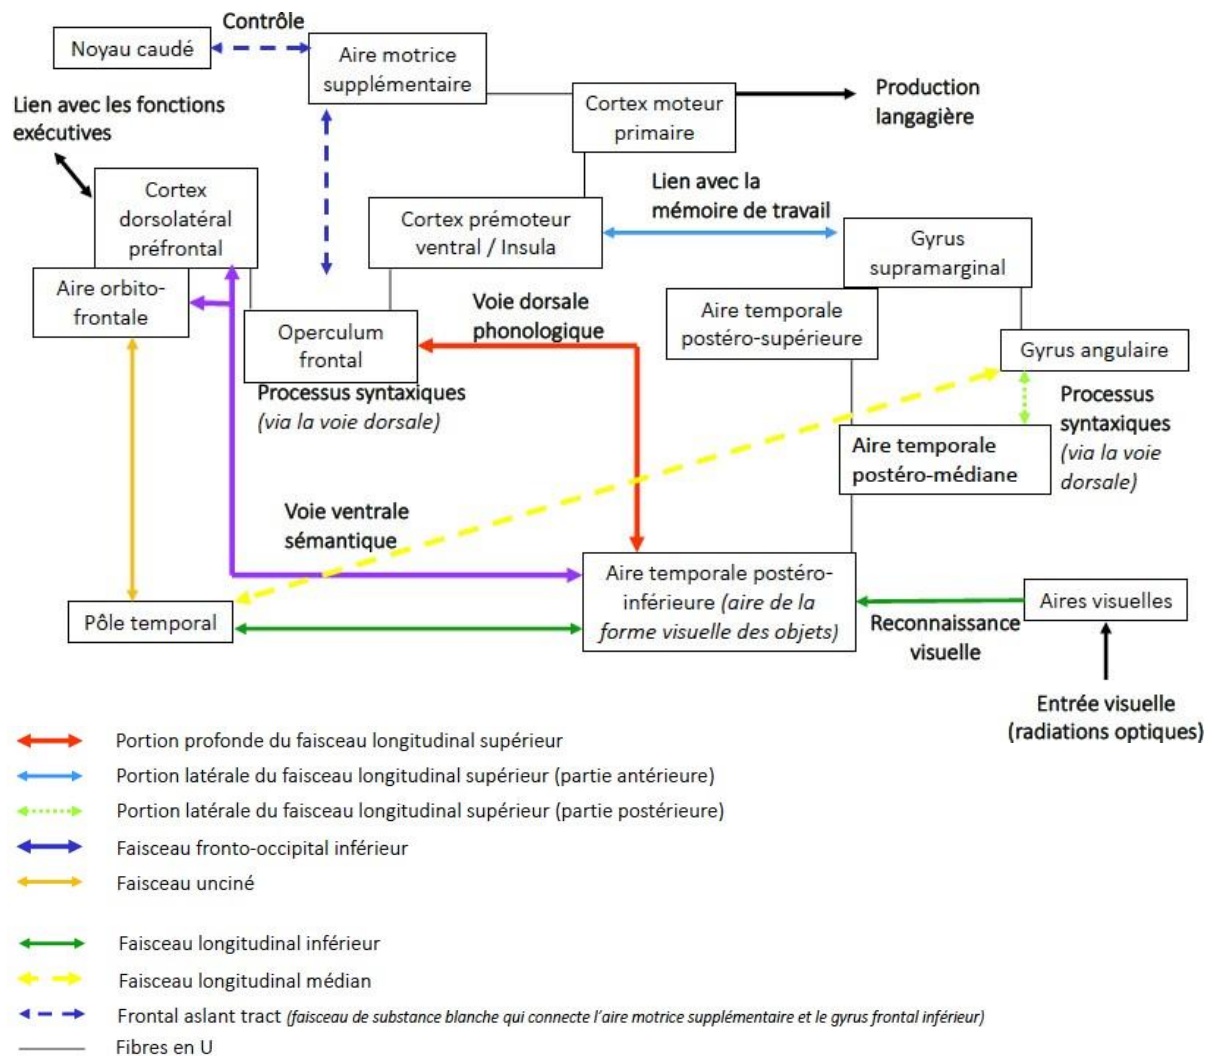 Contrôle
Noyau caudé
Aire motrice
supplémentaire
Lien avec les fonctions
exécutives
Cortex moteur
primaire
Production
langagière
Cortex
dorsolatéral
préfrontal
Cortex prémoteur
ventral / Insula
Lien avec la
mémoire de travail
Gyrus
supramarginal
Aire orbito-
frontale
Operculum
frontal
Voie dorsale
phonologique
Aire temporale
postéro-supérieure
Gyrus angulaire
Processus syntaxiques
(via la voie dorsale)
Processus
syntaxiques
(via la voie
dorsale)
Aire temporale
postéro-médiane
Voie ventrale
sémantique
Pôle temporal
Aire temporale postéro-
inférieure (aire de la
forme visuelle des objets)
Aires visuelles
Reconnaissance
visuelle
Entrée visuelle
(radiations optiques)
Portion profonde du faisceau longitudinal supérieur
Portion latérale du faisceau longitudinal supérieur (partie antérieure)
Portion latérale du faisceau longitudinal supérieur (partie postérieure)
Faisceau fronto-occipital inférieur
Faisceau unciné
Faisceau longitudinal inférieur
Faisceau longitudinal médian
Frontal aslant tract (faisceau de substance blanche qui connecte l'aire motrice supplémentaire et le gyrus frontal inférieur)
Fibres en U